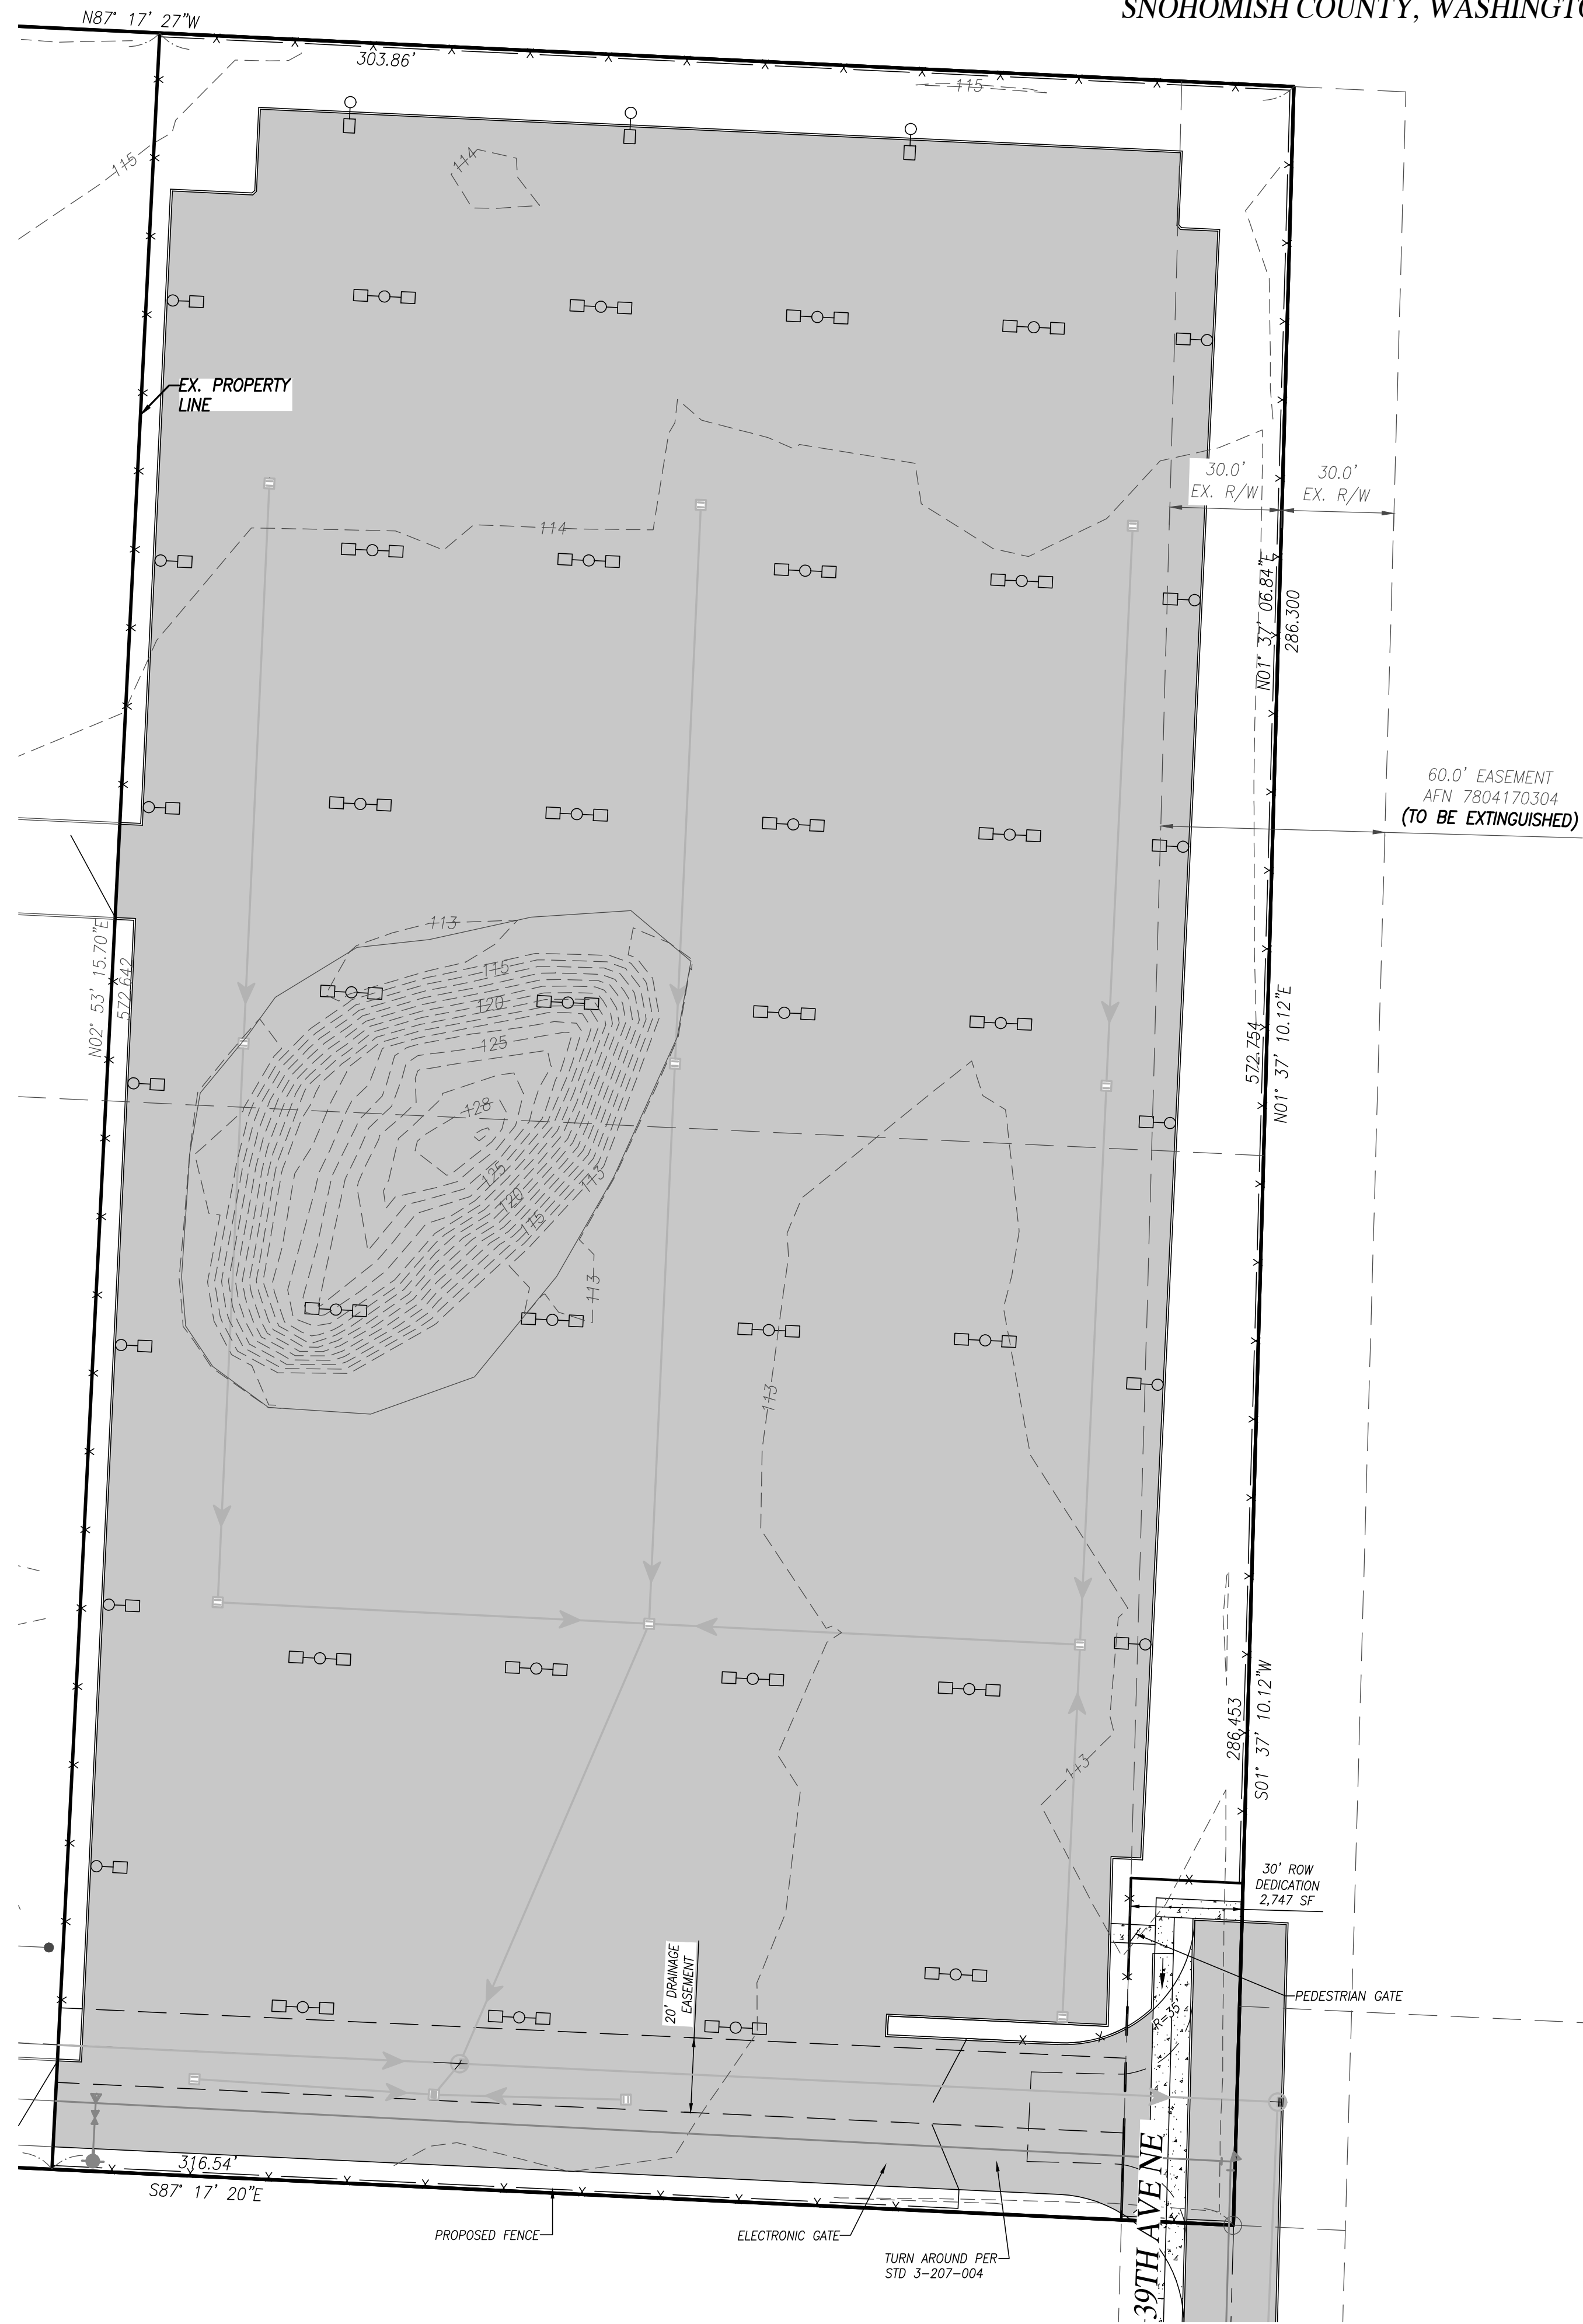 SNOHOMISH COUNTY, WASHINGTO
N87° 17' 27"W
303.86'
115
115
114
EX. PROPERTY
LINE
30.0'
EX. R/W
30.0'
EX. R/W
114
N01° 37' 06.84"E
286.300
60.0' EASEMENT
AFN 7804170304
(TO BE EXTINGUISHED)
113
N02° 53' 15.70"E
572.642
115
120
125
128
125
120
115
113
113
572.754
N01° 37' 10.12"E
113
286.453
S01° 37' 10.12"W
113
30' ROW
DEDICATION
2,747 SF
20' DRAINAGE
EASEMENT
PEDESTRIAN GATE
R=35'
316.54'
S87° 17' 20"E
PROPOSED FENCE
ELECTRONIC GATE
TURN AROUND PER
STD 3-207-004
39TH AVE NE